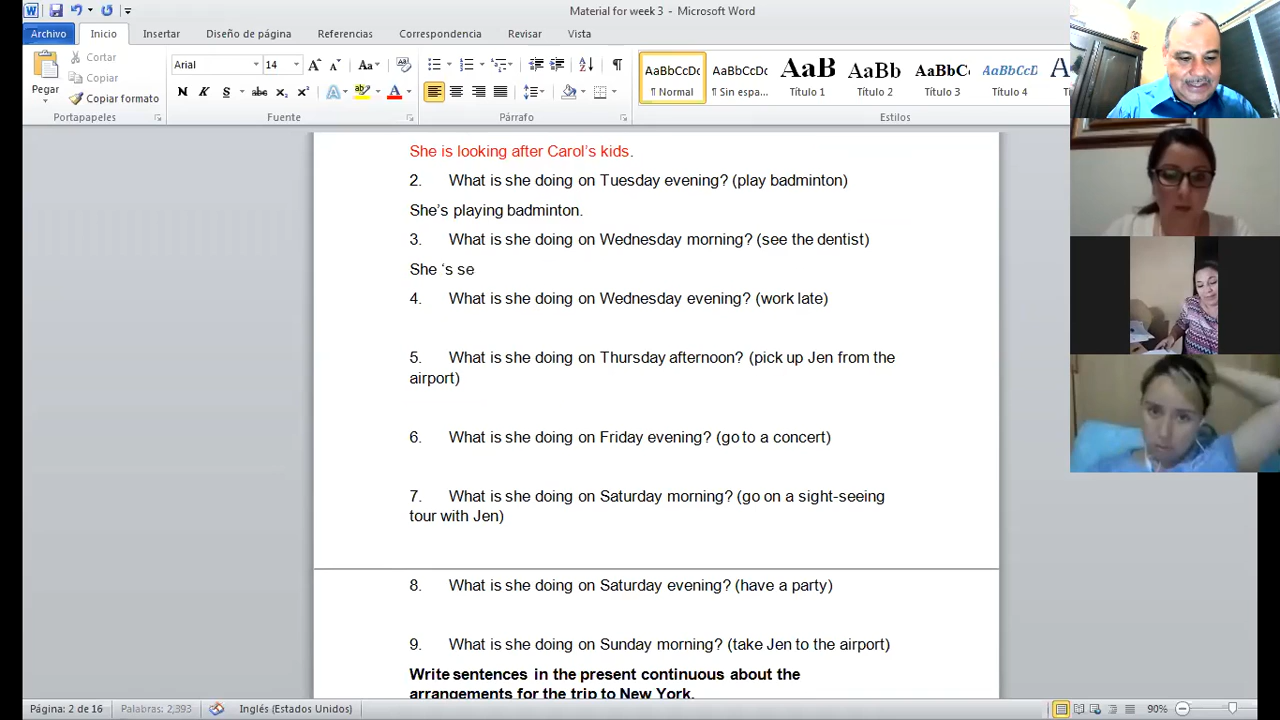 Material for week 3 - Microsoft Word
Archivo Inicio Insertar Diseño de página Referencias Correspondencia Revisar Vista
Cortar
Copiar
Copiar formato
Pegar
Portapapeles
Arial 14
N K S abc x₂ x² A ab A
Fuente
Párrafo
AaBbCcDc AaBbCcDc AaB AaBb AaBbC AaBbCcD
¶ Normal ¶ Sin espa... Título 1 Título 2 Título 3 Título 4 Tí
Estilos
She is looking after Carol's kids.
2. What is she doing on Tuesday evening? (play badminton)
She's playing badminton.
3. What is she doing on Wednesday morning? (see the dentist)
She 's se
4. What is she doing on Wednesday evening? (work late)
5. What is she doing on Thursday afternoon? (pick up Jen from the
airport)
6. What is she doing on Friday evening? (go to a concert)
7. What is she doing on Saturday morning? (go on a sight-seeing
tour with Jen)
8. What is she doing on Saturday evening? (have a party)
9. What is she doing on Sunday morning? (take Jen to the airport)
Write sentences in the present continuous about the
arrangements for the trip to New York.
Página: 2 de 16 Palabras: 2,393 Inglés (Estados Unidos) 90%